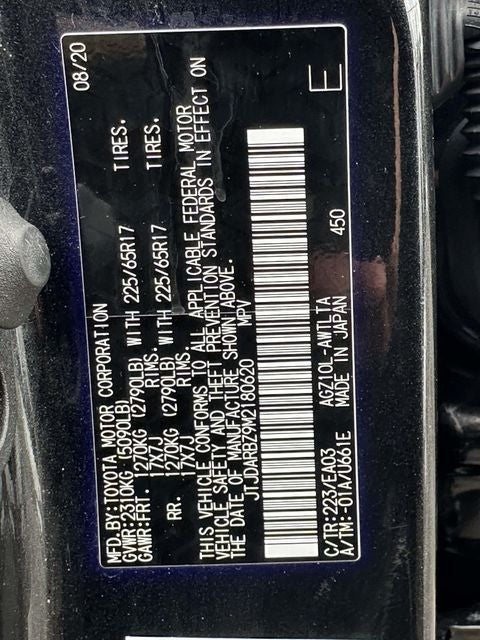 MFD.BY:TOYOTA MOTOR CORPORATION 08/20
GVWR:2310KG (5090LB)
GAWR:FRT. 1270KG (2790LB) WITH 225/65R17 TIRES.
17X7J RIMS.
RR. 1270KG (2790LB) WITH 225/65R17 TIRES.
17X7J RIMS.
THIS VEHICLE CONFORMS TO ALL APPLICABLE FEDERAL MOTOR
VEHICLE SAFETY AND THEFT PREVENTION STANDARDS IN EFFECT ON
THE DATE OF MANUFACTURE SHOWN ABOVE.
JTJDARBZ9M2180620 MPV
C/TR:223/EA03 AGZ10L-AWTLTA 450 E
A/TM:-01A/U661E MADE IN JAPAN